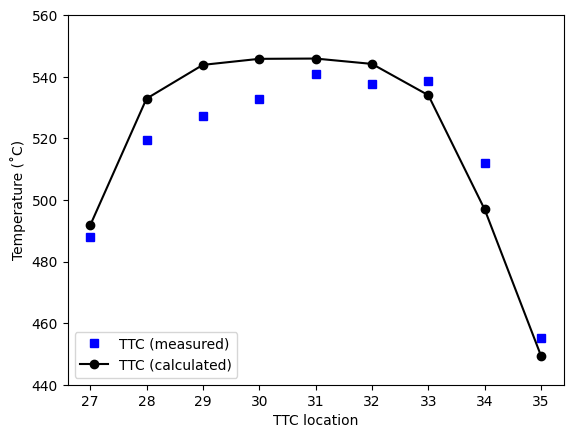 560
540
520
500
480
460
440
Temperature (˚C)
TTC (measured)
TTC (calculated)
27 28 29 30 31 32 33 34 35
TTC location